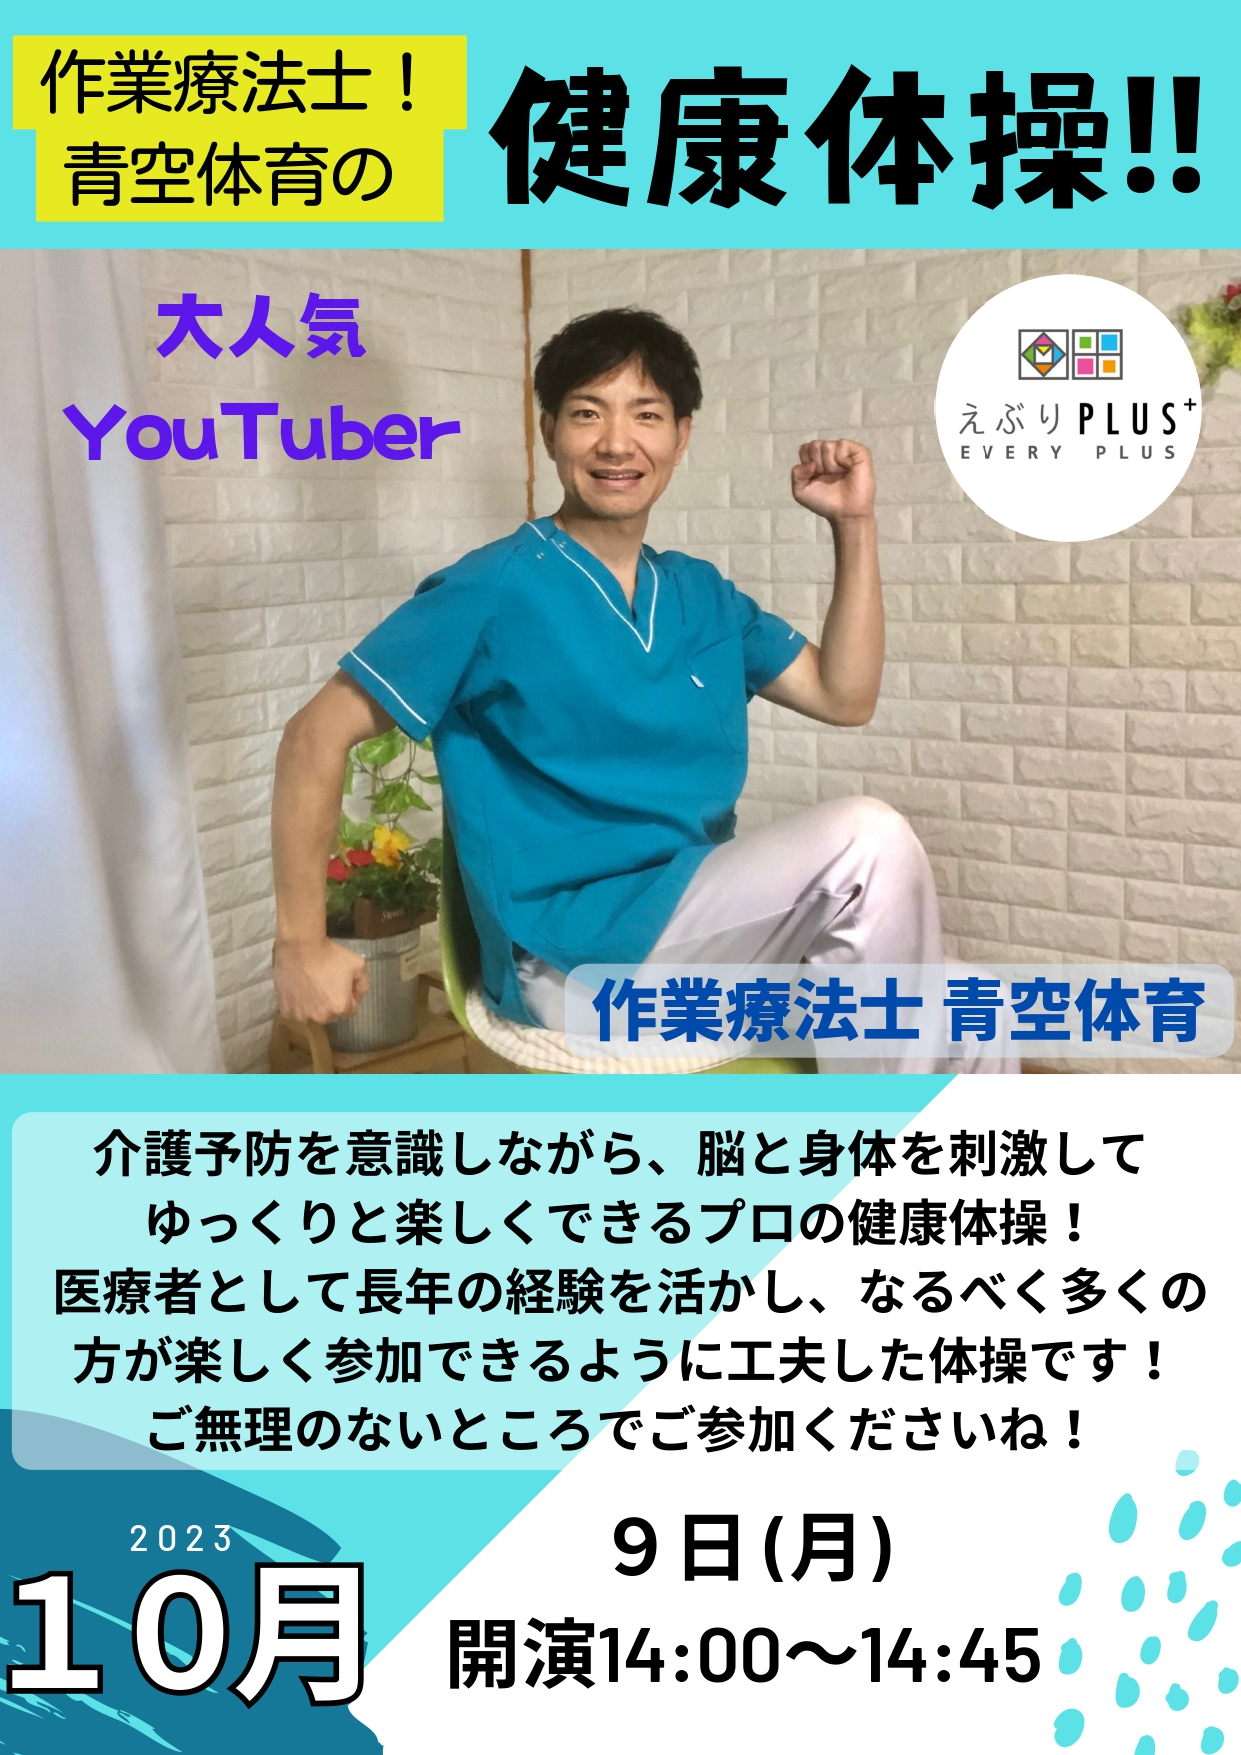 作業療法士！
青空体育の
健康体操!!
大人気
YouTuber
えぶりPLUS+
EVERY PLUS
作業療法士 青空体育
介護予防を意識しながら、脳と身体を刺激して
ゆっくりと楽しくできるプロの健康体操！
医療者として長年の経験を活かし、なるべく多くの
方が楽しく参加できるように工夫した体操です！
ご無理のないところでご参加くださいね！
2023
10月
9日(月)
開演14:00〜14:45